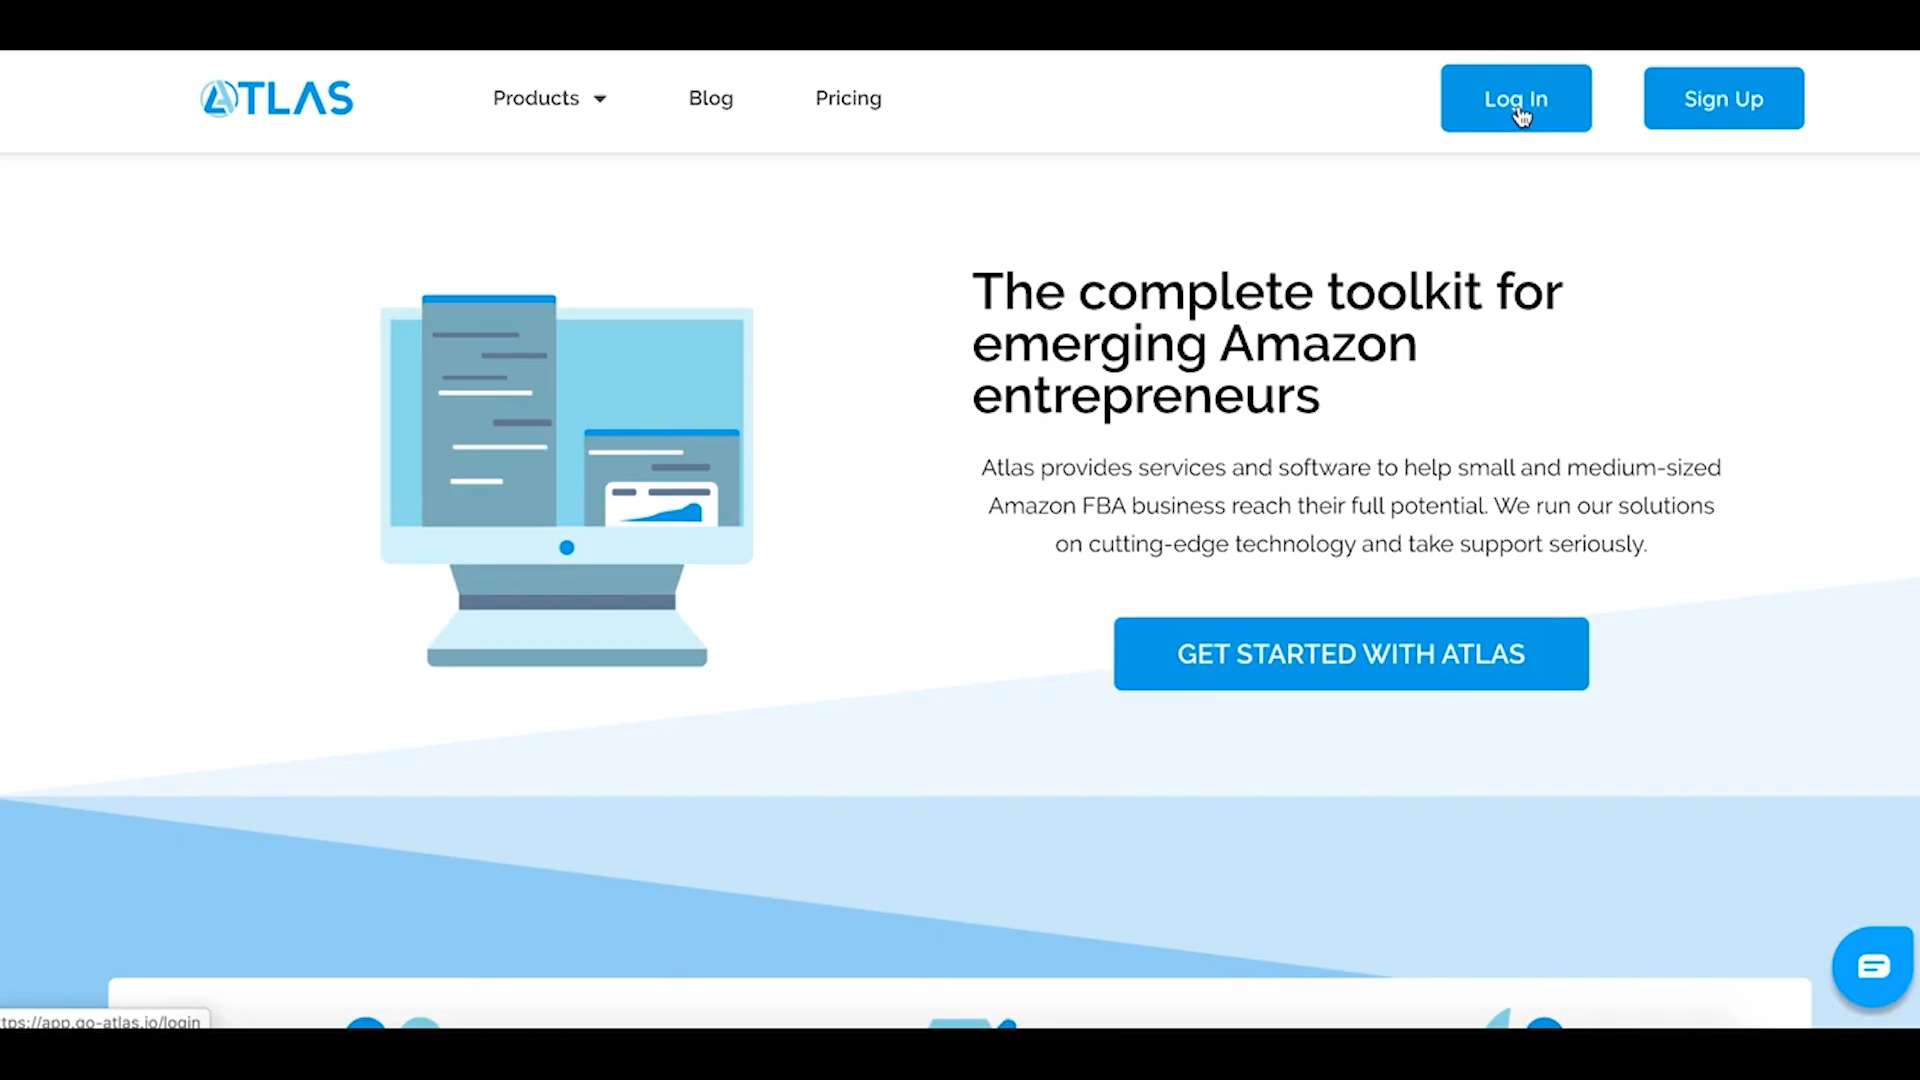 ATLAS
Products
Blog
Pricing
Log In
Sign Up
The complete toolkit for
emerging Amazon
entrepreneurs
Atlas provides services and software to help small and medium-sized
Amazon FBA business reach their full potential. We run our solutions
on cutting-edge technology and take support seriously.
GET STARTED WITH ATLAS
tps://app.go-atlas.io/login